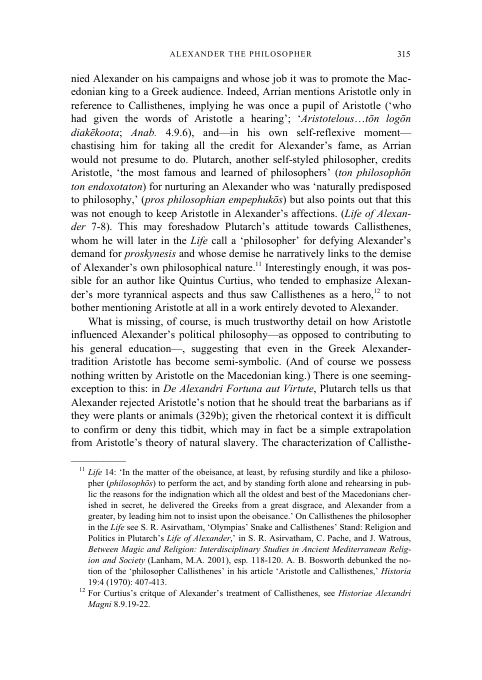 ALEXANDER THE PHILOSOPHER 315
nied Alexander on his campaigns and whose job it was to promote the Mac-
edonian king to a Greek audience. Indeed, Arrian mentions Aristotle only in
reference to Callisthenes, implying he was once a pupil of Aristotle (‘who
had given the words of Aristotle a hearing’; ‘Aristotelous…tōn logōn
diakēkoota; Anab. 4.9.6), and—in his own self-reflexive moment—
chastising him for taking all the credit for Alexander’s fame, as Arrian
would not presume to do. Plutarch, another self-styled philosopher, credits
Aristotle, ‘the most famous and learned of philosophers’ (ton philosophōn
ton endoxotaton) for nurturing an Alexander who was ‘naturally predisposed
to philosophy,’ (pros philosophian empephukōs) but also points out that this
was not enough to keep Aristotle in Alexander’s affections. (Life of Alexan-
der 7-8). This may foreshadow Plutarch’s attitude towards Callisthenes,
whom he will later in the Life call a ‘philosopher’ for defying Alexander’s
demand for proskynesis and whose demise he narratively links to the demise
of Alexander’s own philosophical nature.11 Interestingly enough, it was pos-
sible for an author like Quintus Curtius, who tended to emphasize Alexan-
der’s more tyrannical aspects and thus saw Callisthenes as a hero,12 to not
bother mentioning Aristotle at all in a work entirely devoted to Alexander.
What is missing, of course, is much trustworthy detail on how Aristotle
influenced Alexander’s political philosophy—as opposed to contributing to
his general education—, suggesting that even in the Greek Alexander-
tradition Aristotle has become semi-symbolic. (And of course we possess
nothing written by Aristotle on the Macedonian king.) There is one seeming-
exception to this: in De Alexandri Fortuna aut Virtute, Plutarch tells us that
Alexander rejected Aristotle’s notion that he should treat the barbarians as if
they were plants or animals (329b); given the rhetorical context it is difficult
to confirm or deny this tidbit, which may in fact be a simple extrapolation
from Aristotle’s theory of natural slavery. The characterization of Callisthe-
11 Life 14: ‘In the matter of the obeisance, at least, by refusing sturdily and like a philoso-
pher (philosophōs) to perform the act, and by standing forth alone and rehearsing in pub-
lic the reasons for the indignation which all the oldest and best of the Macedonians cher-
ished in secret, he delivered the Greeks from a great disgrace, and Alexander from a
greater, by leading him not to insist upon the obeisance.’ On Callisthenes the philosopher
in the Life see S. R. Asirvatham, ‘Olympias’ Snake and Callisthenes’ Stand: Religion and
Politics in Plutarch’s Life of Alexander,’ in S. R. Asirvatham, C. Pache, and J. Watrous,
Between Magic and Religion: Interdisciplinary Studies in Ancient Mediterranean Relig-
ion and Society (Lanham, M.A. 2001), esp. 118-120. A. B. Bosworth debunked the no-
tion of the ‘philosopher Callisthenes’ in his article ‘Aristotle and Callisthenes,’ Historia
19:4 (1970): 407-413.
12 For Curtius’s critque of Alexander’s treatment of Callisthenes, see Historiae Alexandri
Magni 8.9.19-22.